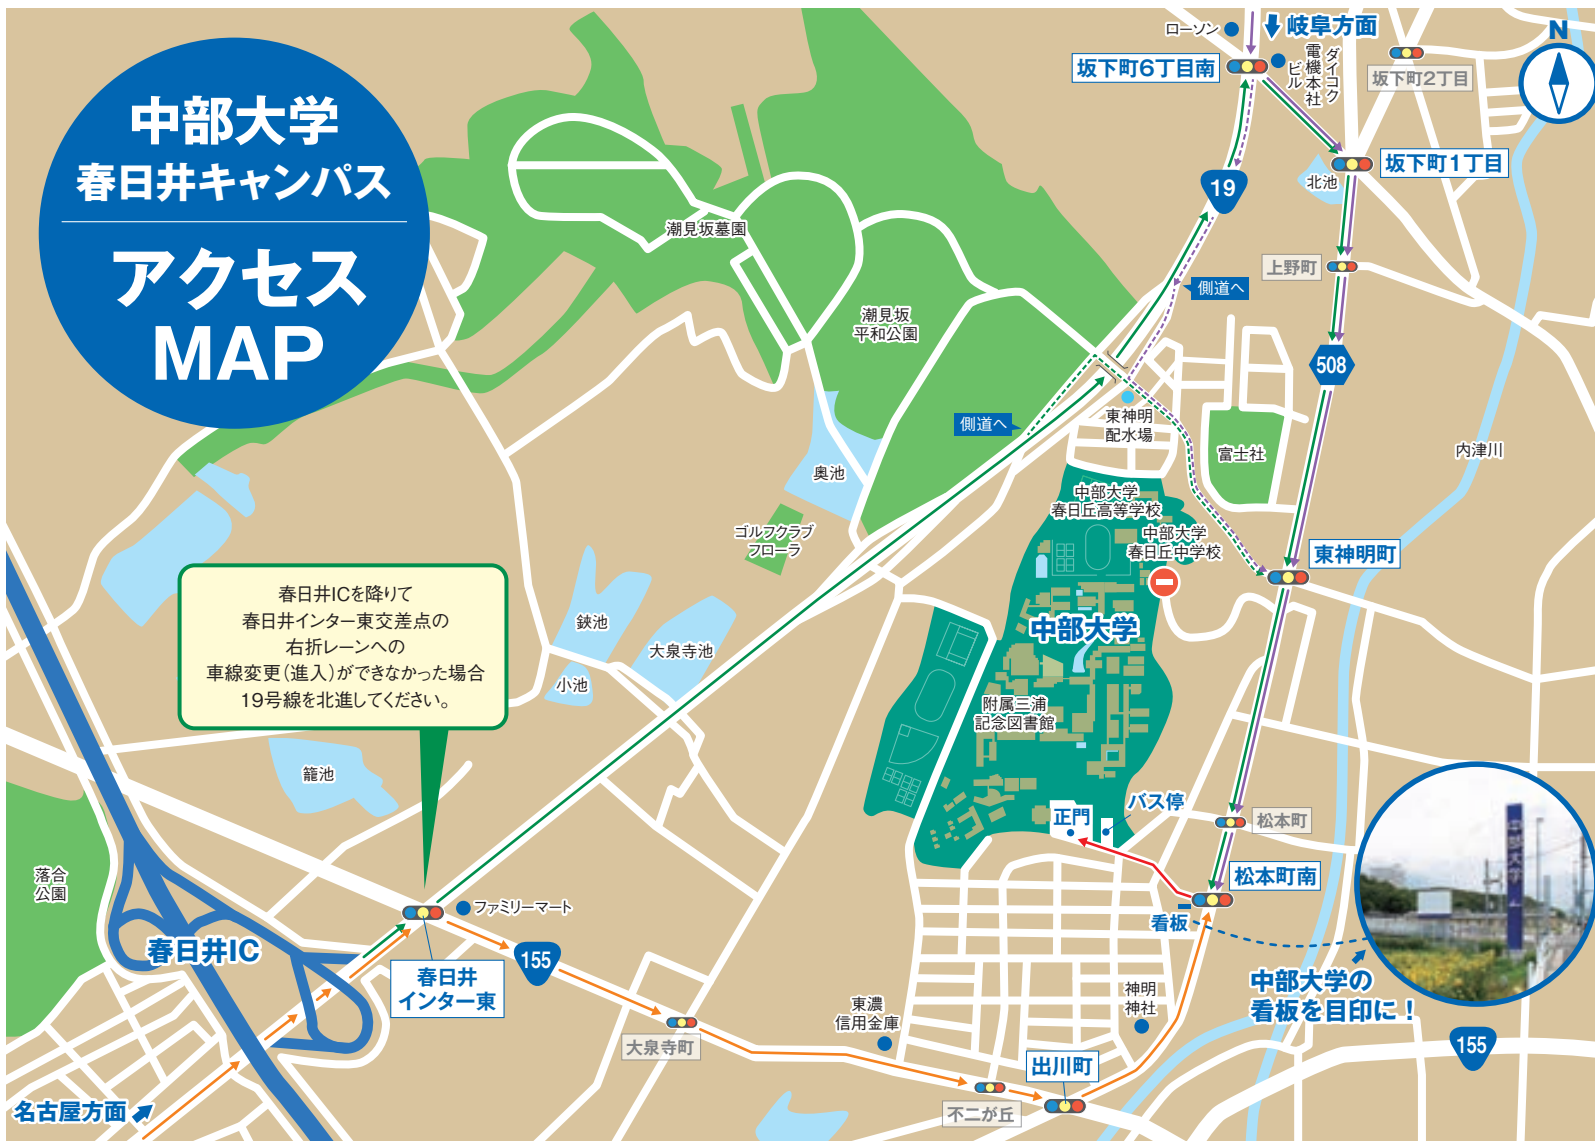 中部大学
春日井キャンパス
アクセス
MAP
ローソン
岐阜方面
坂下町6丁目南
ダイコク
電機本社
ビル
坂下町2丁目
N
坂下町1丁目
北池
19
上野町
側道へ
508
潮見坂墓園
潮見坂
平和公園
側道へ
東神明
配水場
富士社
内津川
奥池
ゴルフクラブ
フローラ
中部大学
春日丘高等学校
中部大学
春日丘中学校
東神明町
春日井ICを降りて
春日井インター東交差点の
右折レーンへの
車線変更(進入)ができなかった場合
19号線を北進してください。
鋏池
大泉寺池
小池
中部大学
附属三浦
記念図書館
籠池
正門
バス停
松本町
落合
公園
松本町南
看板
ファミリーマート
春日井IC
春日井
インター東
155
中部大学
中部大学の
看板を目印に!
神明
神社
東濃
信用金庫
大泉寺町
出川町
155
不二が丘
名古屋方面